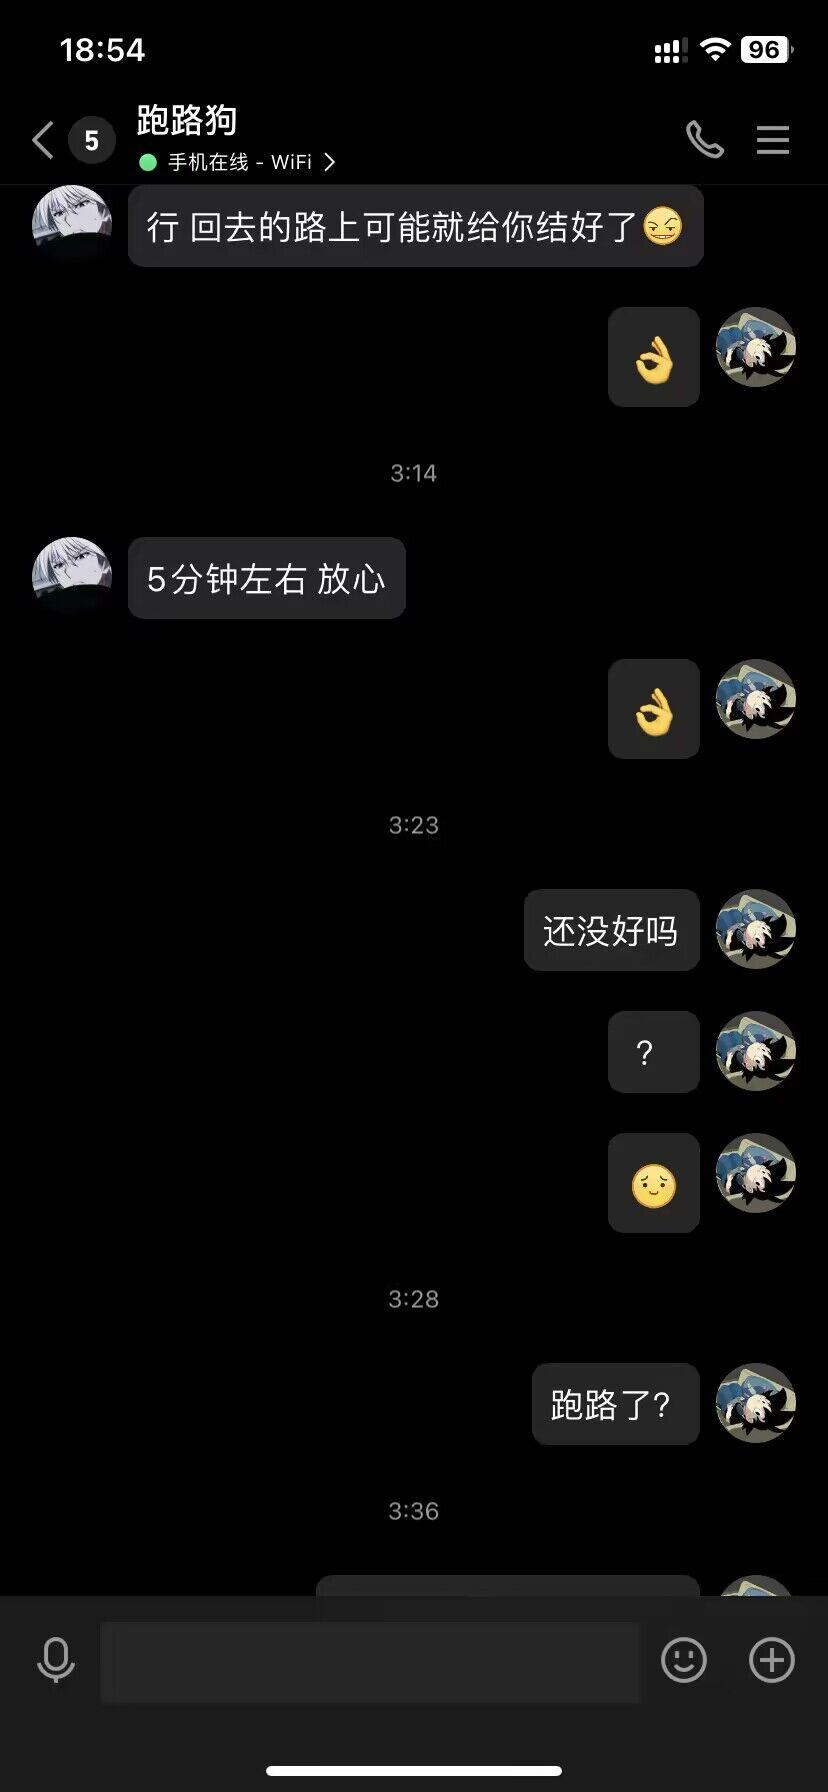 18:54
96
5
跑路狗
手机在线 - WiFi
行 回去的路上可能就给你结好了😏
👌
3:14
5分钟左右 放心
👌
3:23
还没好吗
?
🥺
3:28
跑路了?
3:36